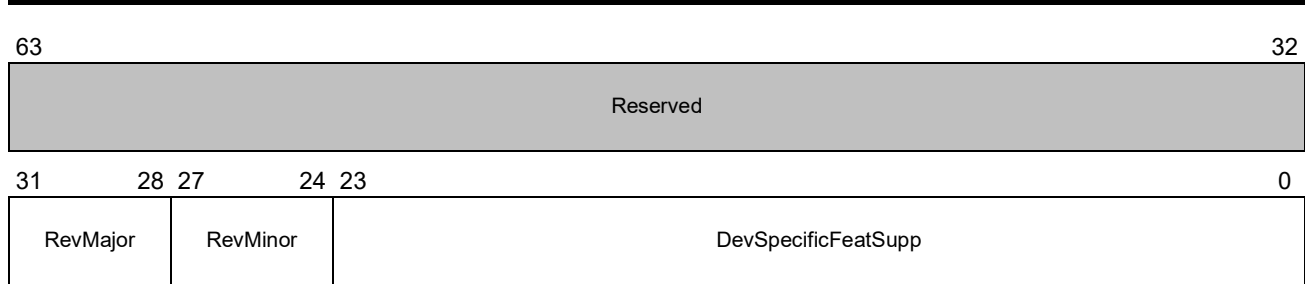 63 32
Reserved
31 28 27 24 23 0
RevMajor RevMinor DevSpecificFeatSupp